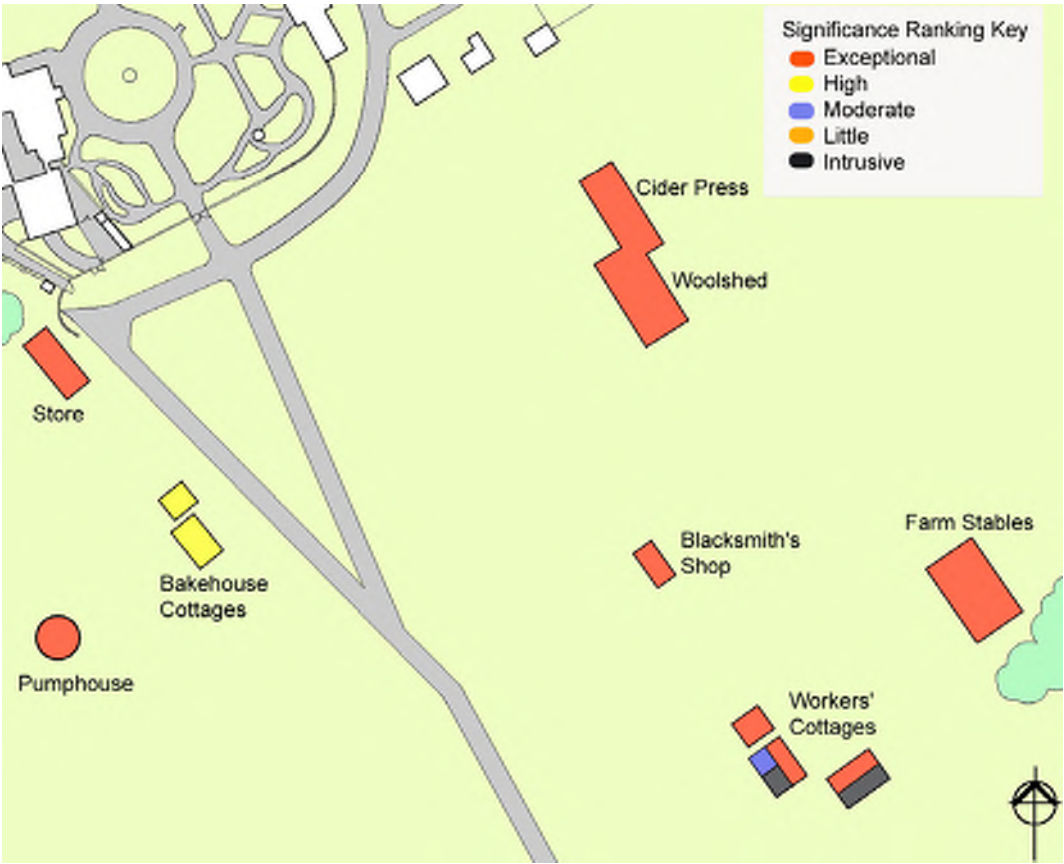 Significance Ranking Key
Exceptional
High
Moderate
Little
Intrusive
Cider Press
Woolshed
Store
Farm Stables
Blacksmith's
Shop
Bakehouse
Cottages
Pumphouse
Workers'
Cottages